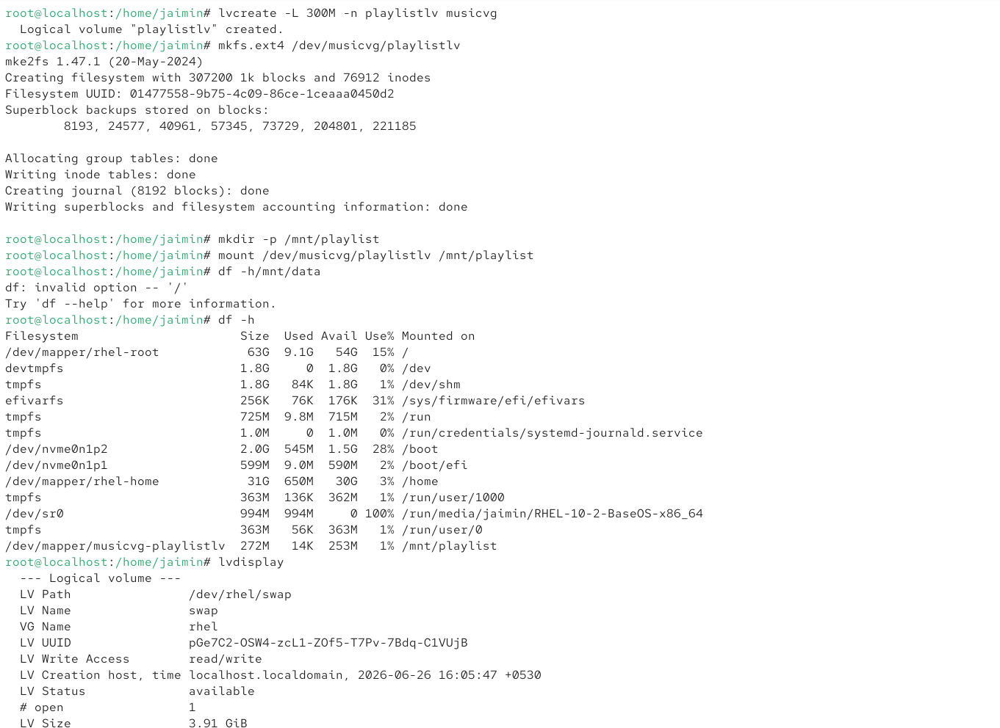 root@localhost:/home/jaimin# lvcreate -L 300M -n playlistlv musicvg
  Logical volume "playlistlv" created.
root@localhost:/home/jaimin# mkfs.ext4 /dev/musicvg/playlistlv
mke2fs 1.47.1 (20-May-2024)
Creating filesystem with 307200 1k blocks and 76912 inodes
Filesystem UUID: 01477558-9b75-4c09-86ce-1ceaaa0450d2
Superblock backups stored on blocks:
        8193, 24577, 40961, 57345, 73729, 204801, 221185

Allocating group tables: done
Writing inode tables: done
Creating journal (8192 blocks): done
Writing superblocks and filesystem accounting information: done

root@localhost:/home/jaimin# mkdir -p /mnt/playlist
root@localhost:/home/jaimin# mount /dev/musicvg/playlistlv /mnt/playlist
root@localhost:/home/jaimin# df -h/mnt/data
df: invalid option -- '/'
Try 'df --help' for more information.
root@localhost:/home/jaimin# df -h
Filesystem                      Size  Used Avail Use% Mounted on
/dev/mapper/rhel-root            63G  9.1G   54G  15% /
devtmpfs                        1.8G     0  1.8G   0% /dev
tmpfs                           1.8G   84K  1.8G   1% /dev/shm
efivarfs                        256K   76K  176K  31% /sys/firmware/efi/efivars
tmpfs                           725M  9.8M  715M   2% /run
tmpfs                           1.0M     0  1.0M   0% /run/credentials/systemd-journald.service
/dev/nvme0n1p2                  2.0G  545M  1.5G  28% /boot
/dev/nvme0n1p1                  599M  9.0M  590M   2% /boot/efi
/dev/mapper/rhel-home            31G  650M   30G   3% /home
tmpfs                           363M  136K  362M   1% /run/user/1000
/dev/sr0                        994M  994M     0 100% /run/media/jaimin/RHEL-10-2-BaseOS-x86_64
tmpfs                           363M   56K  363M   1% /run/user/0
/dev/mapper/musicvg-playlistlv  272M   14K  253M   1% /mnt/playlist
root@localhost:/home/jaimin# lvdisplay
  --- Logical volume ---
  LV Path                /dev/rhel/swap
  LV Name                swap
  VG Name                rhel
  LV UUID                pGe7C2-OSW4-zcL1-ZOf5-T7Pv-7Bdq-C1VUjB
  LV Write Access        read/write
  LV Creation host, time localhost.localdomain, 2026-06-26 16:05:47 +0530
  LV Status              available
  # open                 1
  LV Size                3.91 GiB